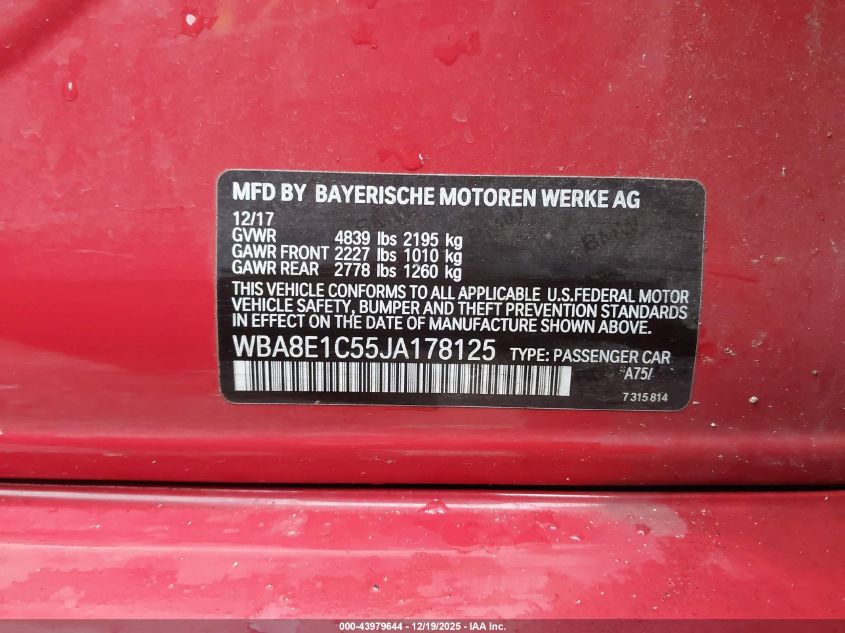 MFD BY BAYERISCHE MOTOREN WERKE AG
12/17
GVWR 4839 lbs 2195 kg
GAWR FRONT 2227 lbs 1010 kg
GAWR REAR 2778 lbs 1260 kg
THIS VEHICLE CONFORMS TO ALL APPLICABLE U.S.FEDERAL MOTOR
VEHICLE SAFETY, BUMPER AND THEFT PREVENTION STANDARDS
IN EFFECT ON THE DATE OF MANUFACTURE SHOWN ABOVE.
WBA8E1C55JA178125 TYPE: PASSENGER CAR
A75/
7 315 814
000-43979644 — 12/19/2025 — IAA Inc.